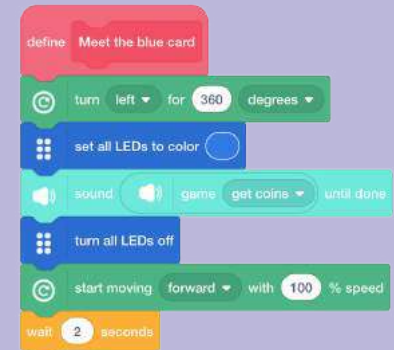 define Meet the blue card
turn left for 360 degrees
set all LEDs to color
sound game get coins until done
turn all LEDs off
start moving forward with 100 % speed
wait 2 seconds